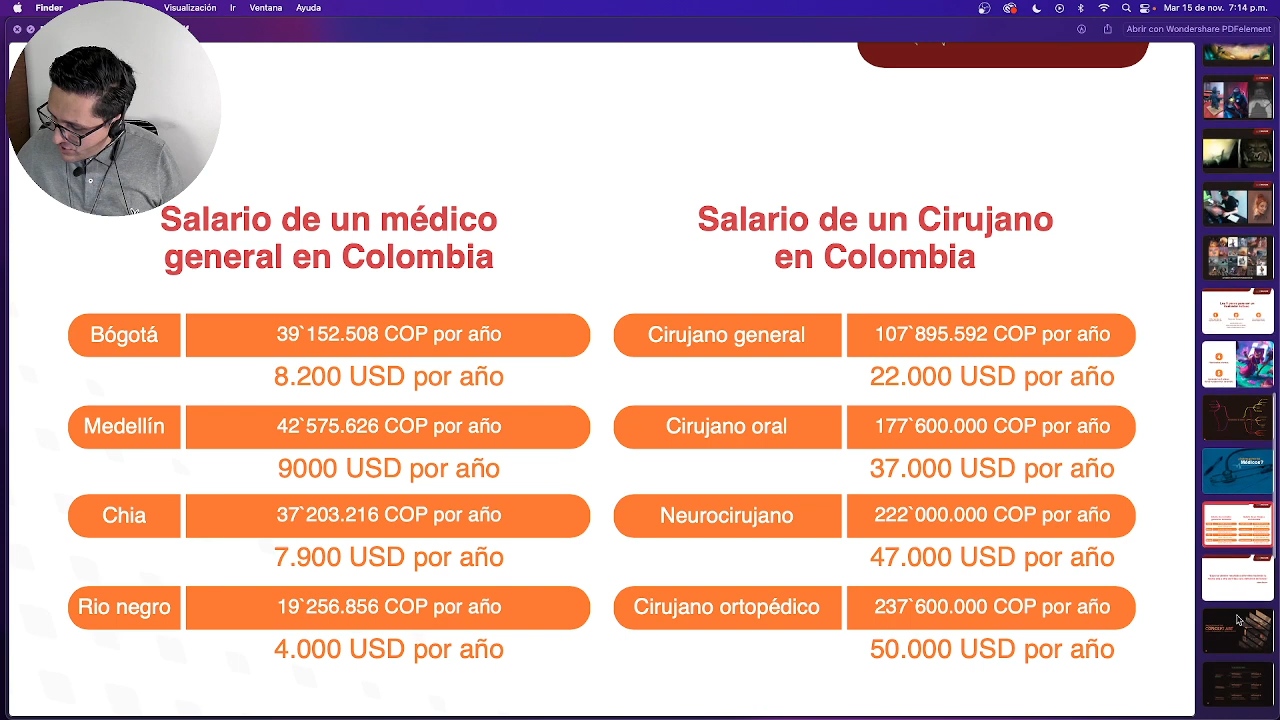 Finder
Visualización
Ir
Ventana
Ayuda
Mar 15 de nov. 7:14 p.m.
Abrir con Wondershare PDFelement
Salario de un médico
general en Colombia
Bógotá
39`152.508 COP por año
8.200 USD por año
Medellín
42`575.626 COP por año
9000 USD por año
Chia
37`203.216 COP por año
7.900 USD por año
Rio negro
19`256.856 COP por año
4.000 USD por año
Salario de un Cirujano
en Colombia
Cirujano general
107`895.592 COP por año
22.000 USD por año
Cirujano oral
177`600.000 COP por año
37.000 USD por año
Neurocirujano
222`000.000 COP por año
47.000 USD por año
Cirujano ortopédico
237`600.000 COP por año
50.000 USD por año
Médicos?
CONCEPT ART